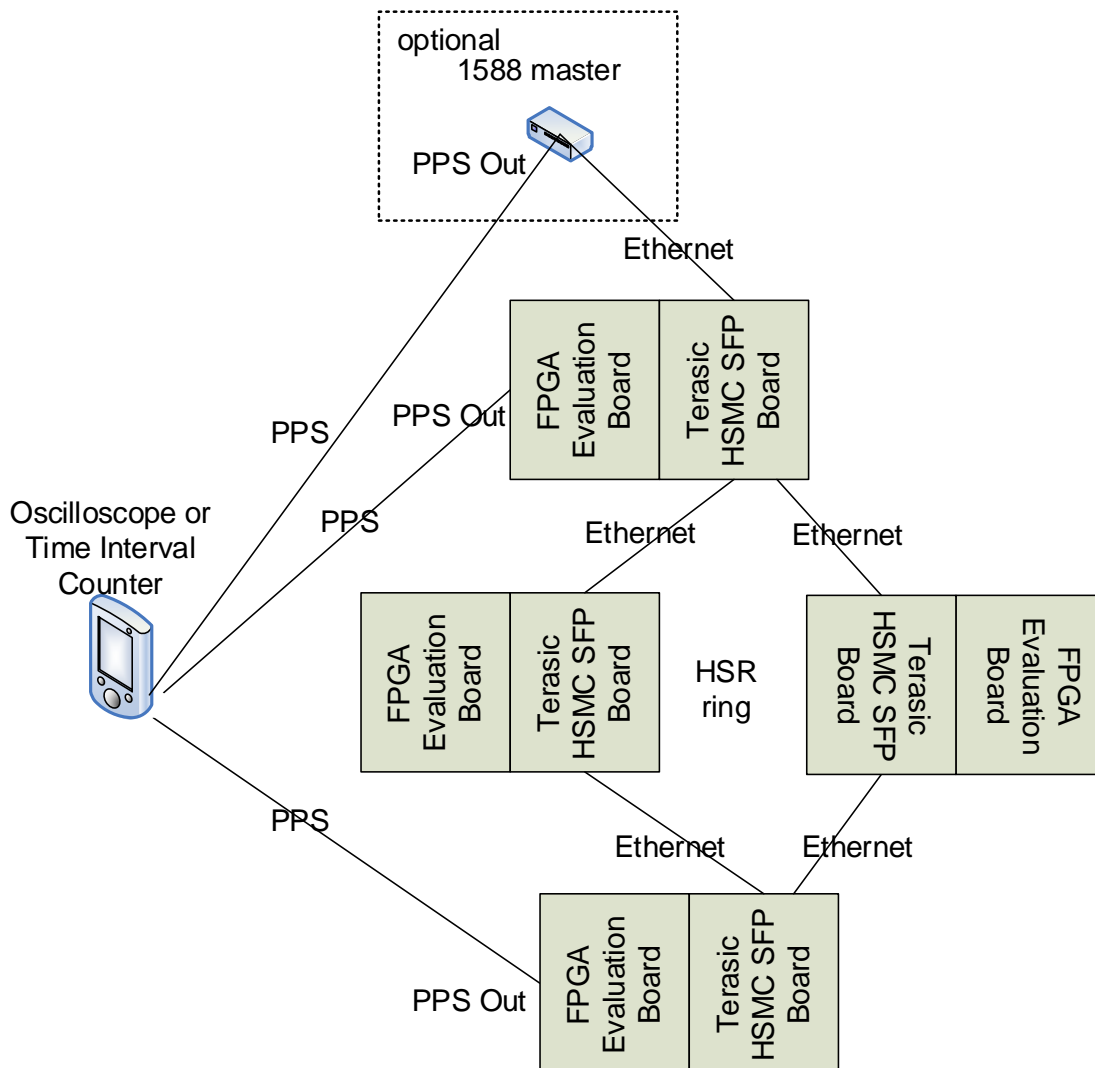 optional
1588 master
PPS Out
Ethernet
FPGA
Evaluation
Board
Terasic
HSMC SFP
Board
PPS
PPS Out
PPS
Oscilloscope or
Time Interval
Counter
Ethernet
Ethernet
FPGA
Evaluation
Board
Terasic
HSMC SFP
Board
HSR
ring
Terasic
HSMC SFP
Board
FPGA
Evaluation
Board
PPS
Ethernet
Ethernet
PPS Out
FPGA
Evaluation
Board
Terasic
HSMC SFP
Board